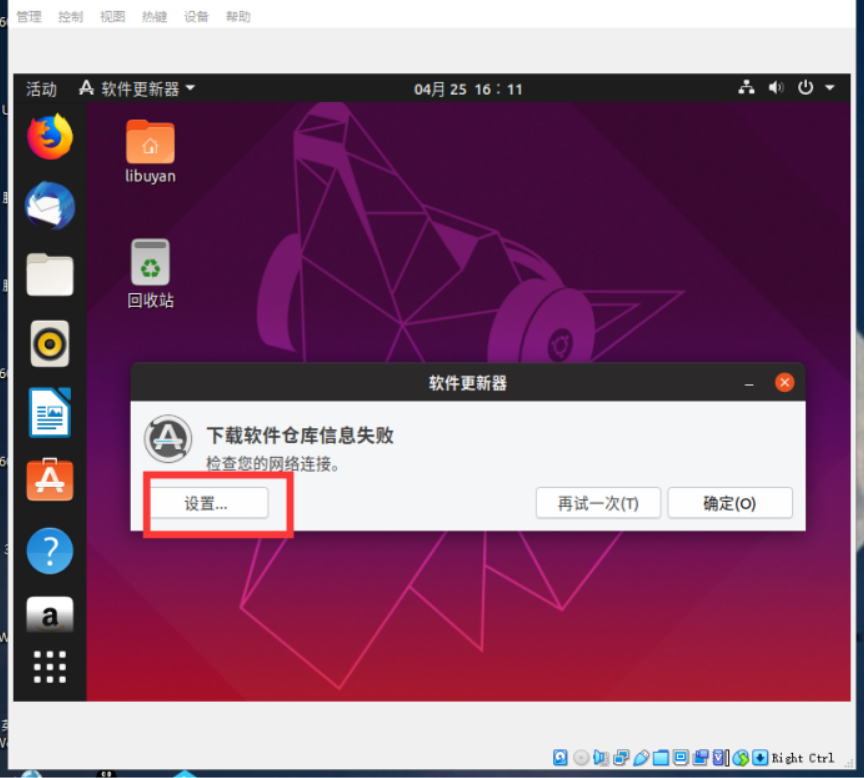 管理 控制 视图 热键 设备 帮助
活动 软件更新器 04月 25 16：11
libuyan
回收站
软件更新器
下载软件仓库信息失败
检查您的网络连接。
设置... 再试一次(T) 确定(O)
a
Right Ctrl